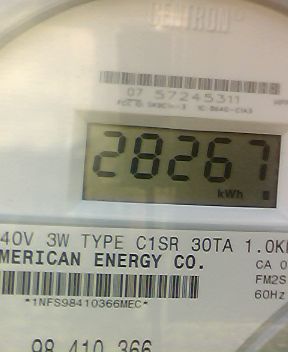 CENTRON
07 57245311
28267
kWh
40V 3W TYPE C1SR 30TA 1.0K
MERICAN ENERGY CO. CA 0
FM2S
*1NFS98410366MEC* 60Hz
98 410 366